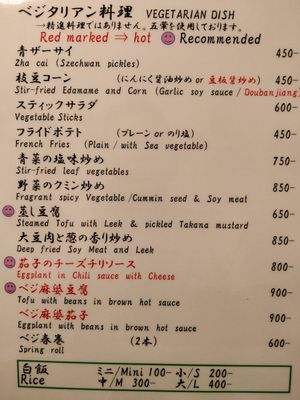 ベジタリアン料理 VEGETARIAN DISH
→精進料理ではありません。五葷を使用しております。
Red marked ⇒ hot Recommended
青ザーサイ 450-
Zha cai (Szechwan pickles)
枝豆コーン (にんにく醤油炒め or 豆板醤炒め) 450-
Stir-fried Edamame and Corn (Garlic soy sauce / Doubanjiang)
スティックサラダ 600-
Vegetable Sticks
フライドポテト (プレーン or のり塩) 450-
French Fries (Plain / with Sea vegetable)
青菜の塩味炒め 750-
Stir-fried leaf vegetables
野菜のクミン炒め 850-
Fragrant spicy Vegetable /Cummin seed & Soy meat
蒸し豆腐 650-
Steamed Tofu with Leek & pickled Takana mustard
大豆肉と葱の香り炒め 850-
Deep fried Soy Meat and Leek
茄子のチーズチリソース 800-
Eggplant in Chili sauce with Cheese
ベジ麻婆豆腐 900-
Tofu with beans in brown hot sauce
ベジ麻婆茄子 900-
Eggplant with beans in brown hot sauce
ベジ春巻 (2本) 600-
Spring roll
白飯 ミニ/Mini 100- 小/S 200-
Rice 中/M 300- 大/L 400-